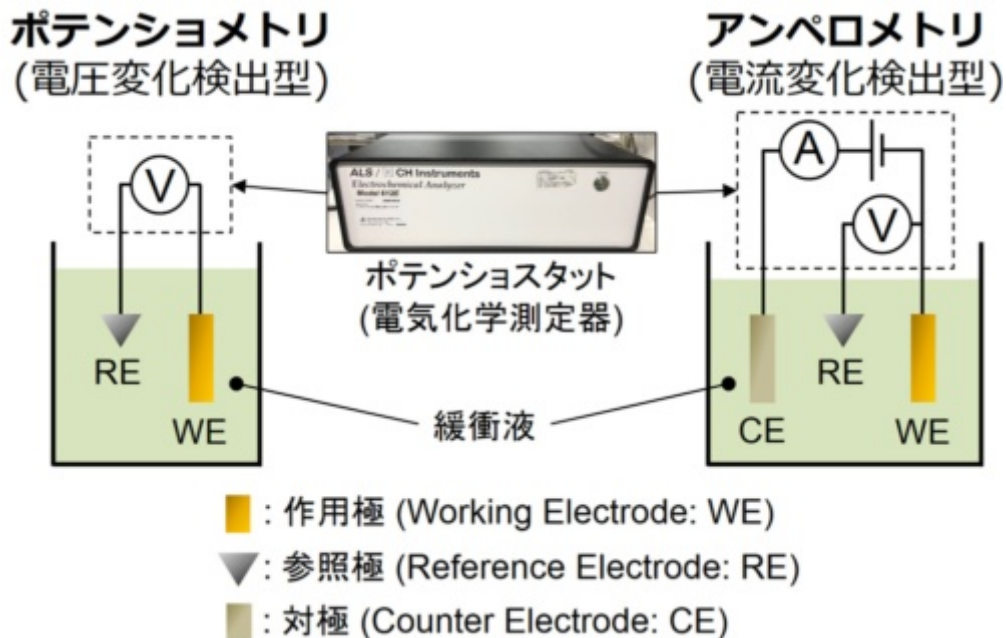 ポテンショメトリ
(電圧変化検出型)
アンペロメトリ
(電流変化検出型)
V
RE
WE
ALS / CH Instruments
Electrochemical Analyzer
ポテンショスタット
(電気化学測定器)
緩衝液
A
V
CE
RE
WE
: 作用極 (Working Electrode: WE)
: 参照極 (Reference Electrode: RE)
: 対極 (Counter Electrode: CE)